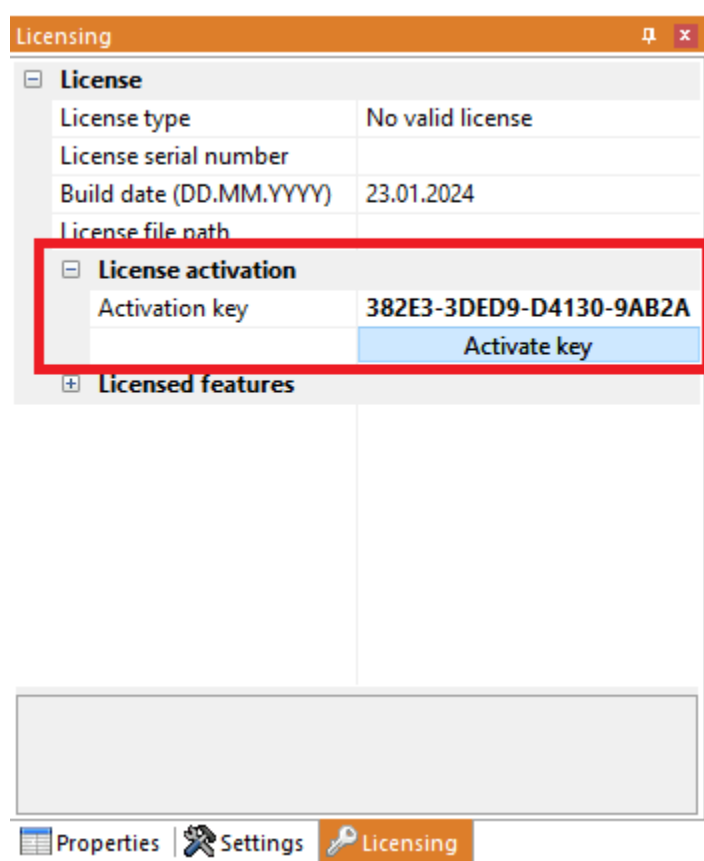 Licensing
License
License type No valid license
License serial number
Build date (DD.MM.YYYY) 23.01.2024
License file path
License activation
Activation key 382E3-3DED9-D4130-9AB2A
Activate key
Licensed features
Properties Settings Licensing